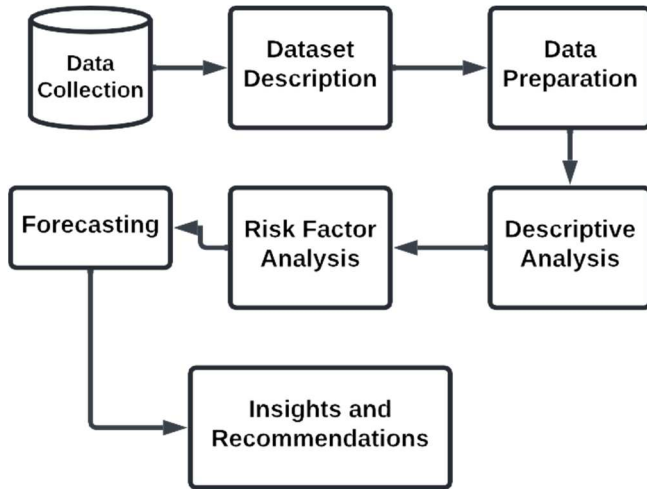 Data
Collection
Dataset
Description
Data
Preparation
Forecasting
Risk Factor
Analysis
Descriptive
Analysis
Insights and
Recommendations